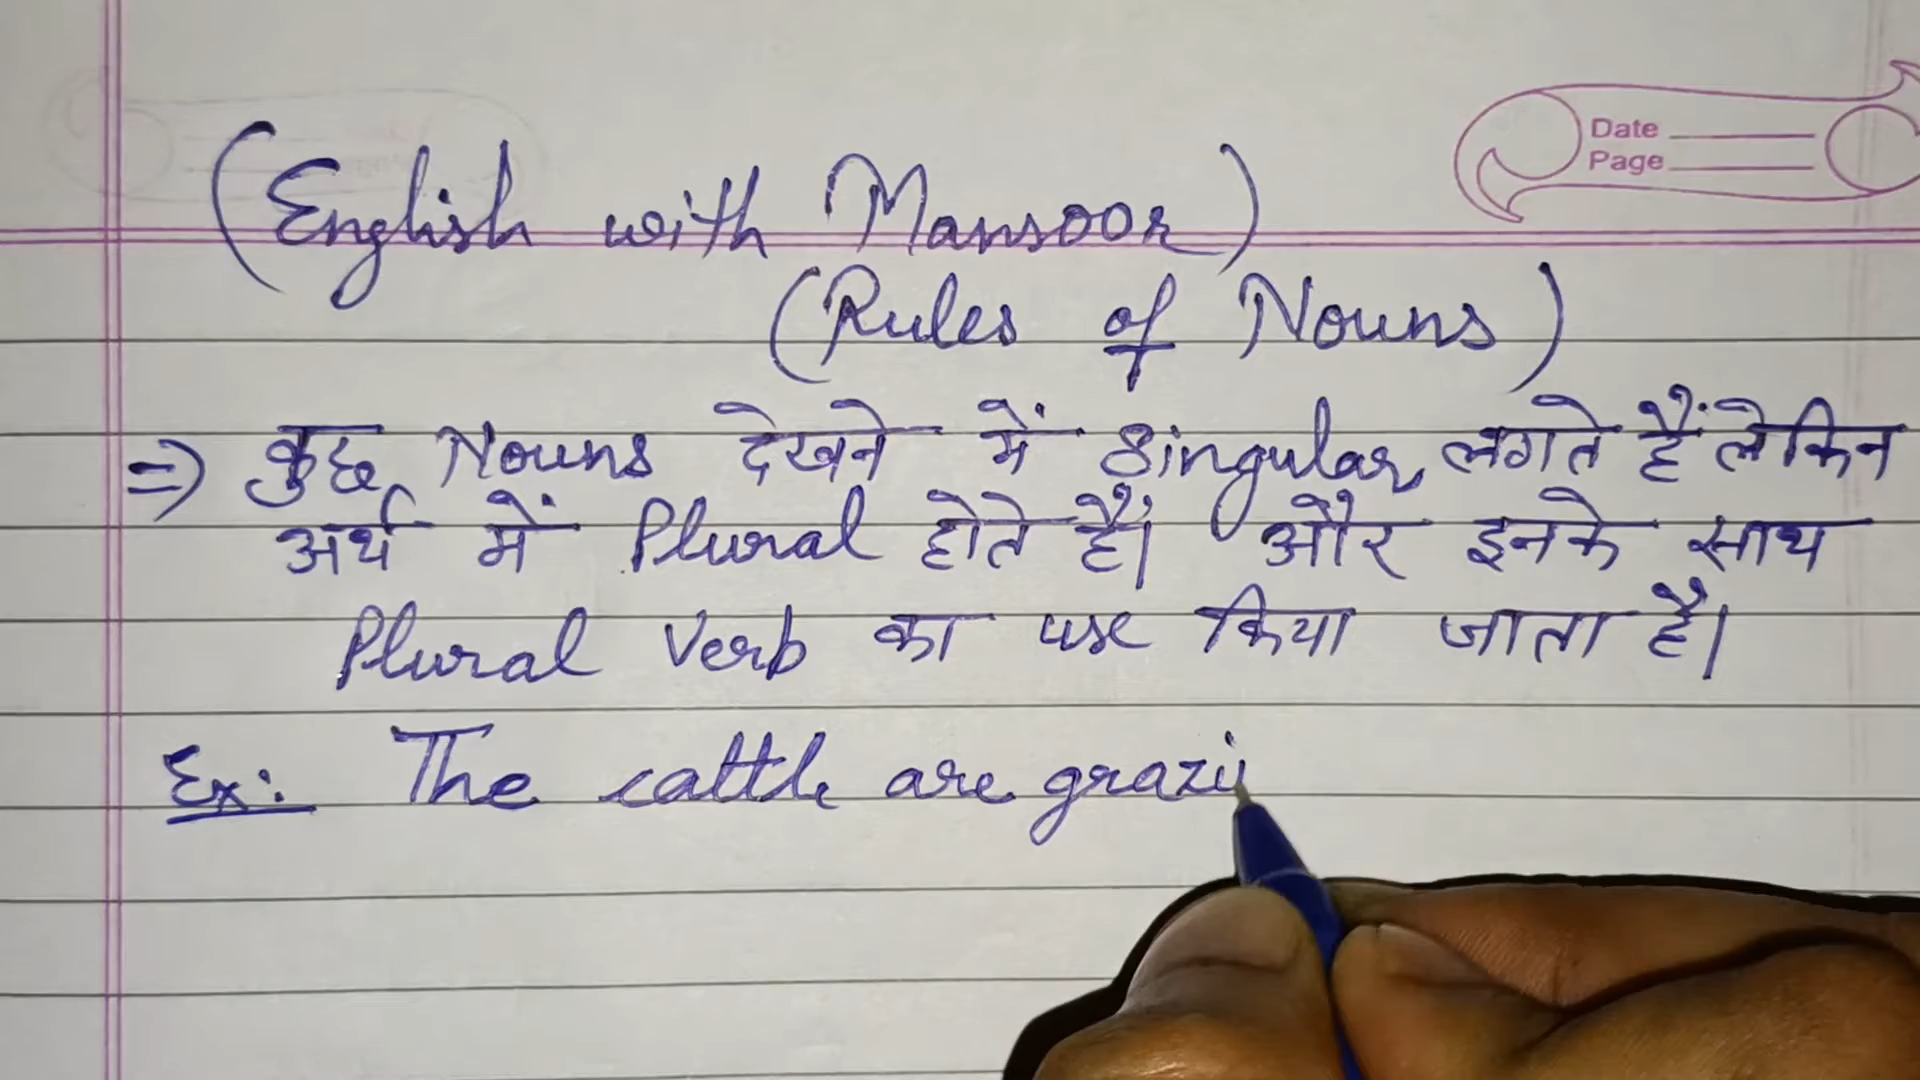 Date
Page
(English with Mansoor)
(Rules of Nouns)
=> कुछ Nouns देखने में Singular लगते हैं लेकिन
अर्थ में Plural होते हैं। और इनके साथ
Plural Verb का use किया जाता है।
Ex: The cattle are grazi